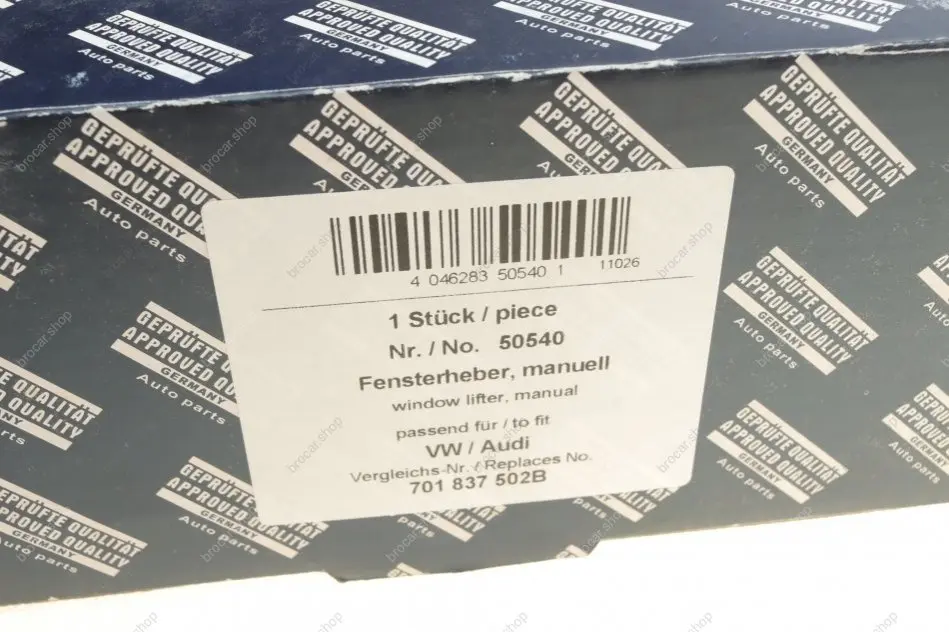 GEPRÜFTE QUALITÄT
APPROVED QUALITY
GERMANY
Auto parts
4 046283 50540 1
11026
1 Stück / piece
Nr. / No. 50540
Fensterheber, manuell
window lifter, manual
passend für / to fit
VW / Audi
Vergleichs-Nr. / Replaces No.
701 837 502B
brocar.shop